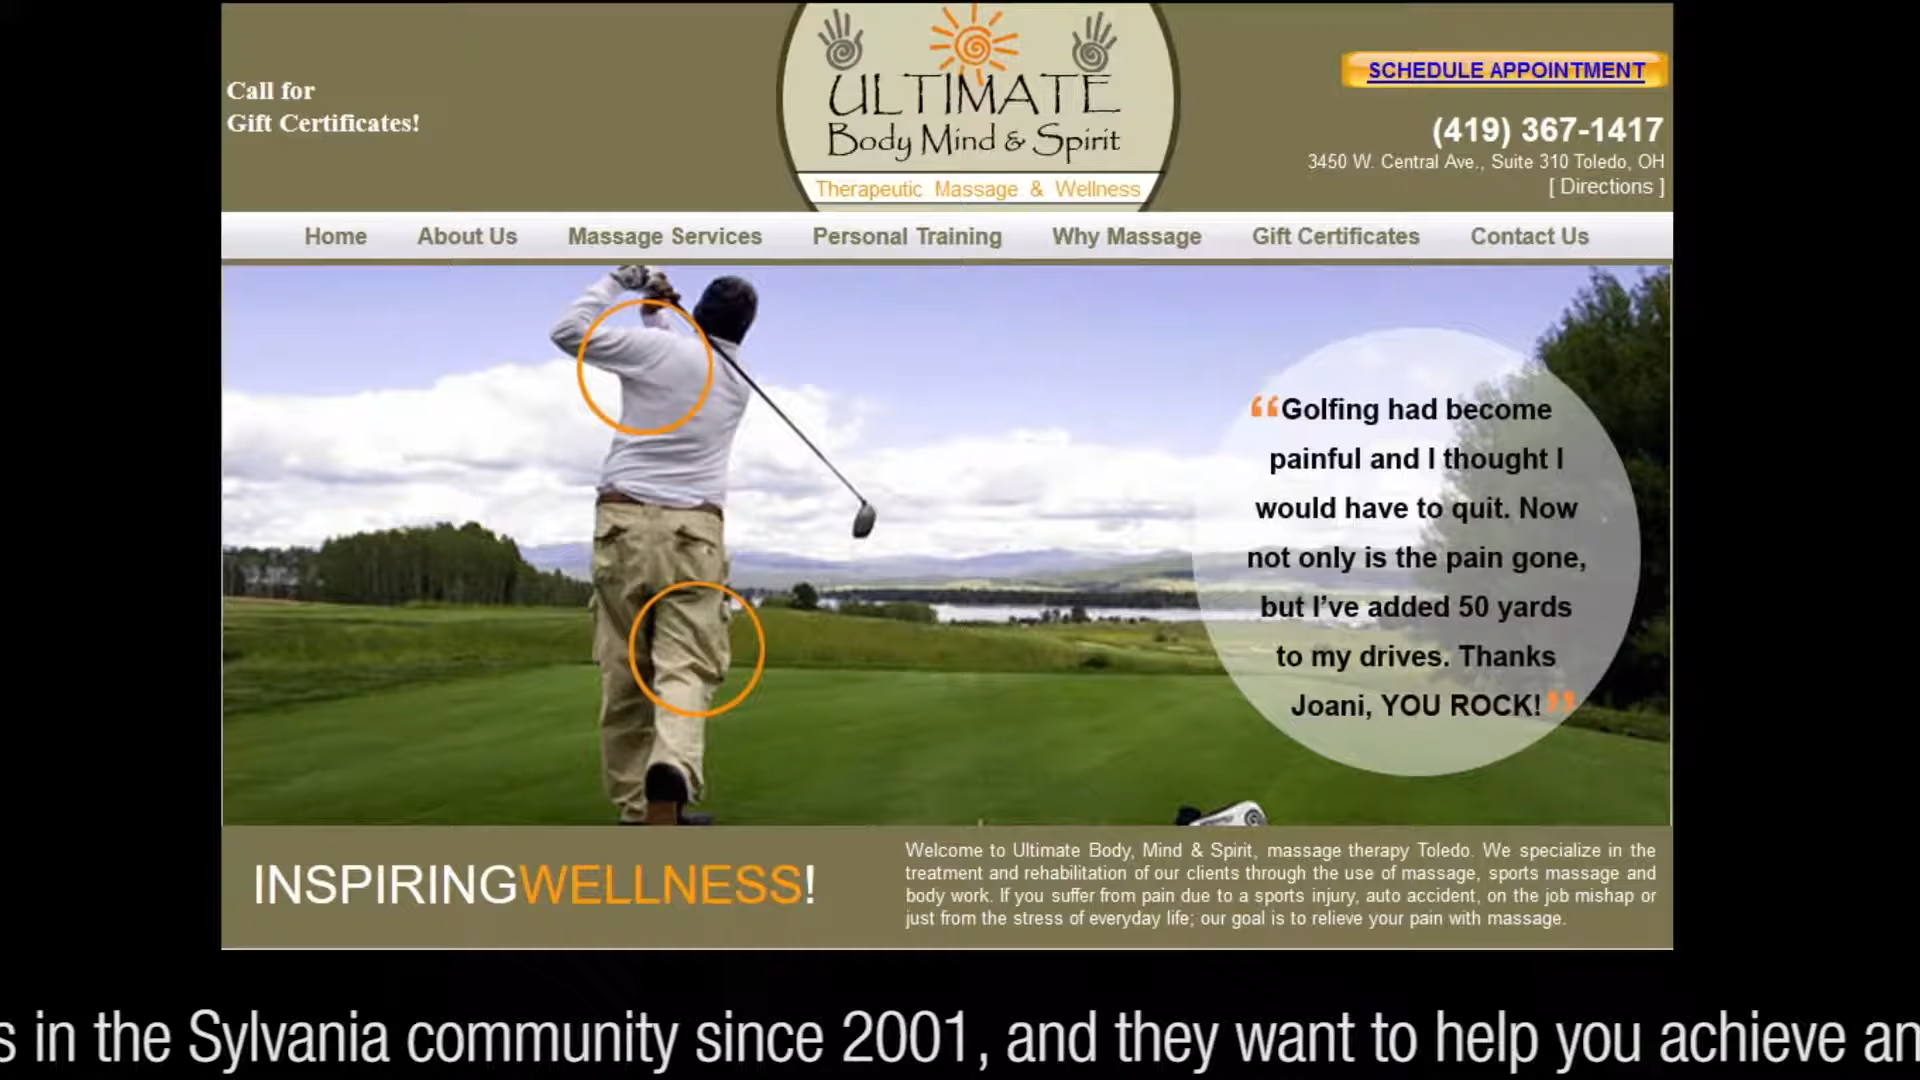 Call for
Gift Certificates!
ULTIMATE
Body Mind & Spirit
Therapeutic Massage & Wellness
SCHEDULE APPOINTMENT
(419) 367-1417
3450 W. Central Ave., Suite 310 Toledo, OH
[ Directions ]
Home About Us Massage Services Personal Training Why Massage Gift Certificates Contact Us
“Golfing had become
painful and I thought I
would have to quit. Now
not only is the pain gone,
but I’ve added 50 yards
to my drives. Thanks
Joani, YOU ROCK!”
INSPIRINGWELLNESS!
Welcome to Ultimate Body, Mind & Spirit, massage therapy Toledo. We specialize in the
treatment and rehabilitation of our clients through the use of massage, sports massage and
body work. If you suffer from pain due to a sports injury, auto accident, on the job mishap or
just from the stress of everyday life; our goal is to relieve your pain with massage.
s in the Sylvania community since 2001, and they want to help you achieve an